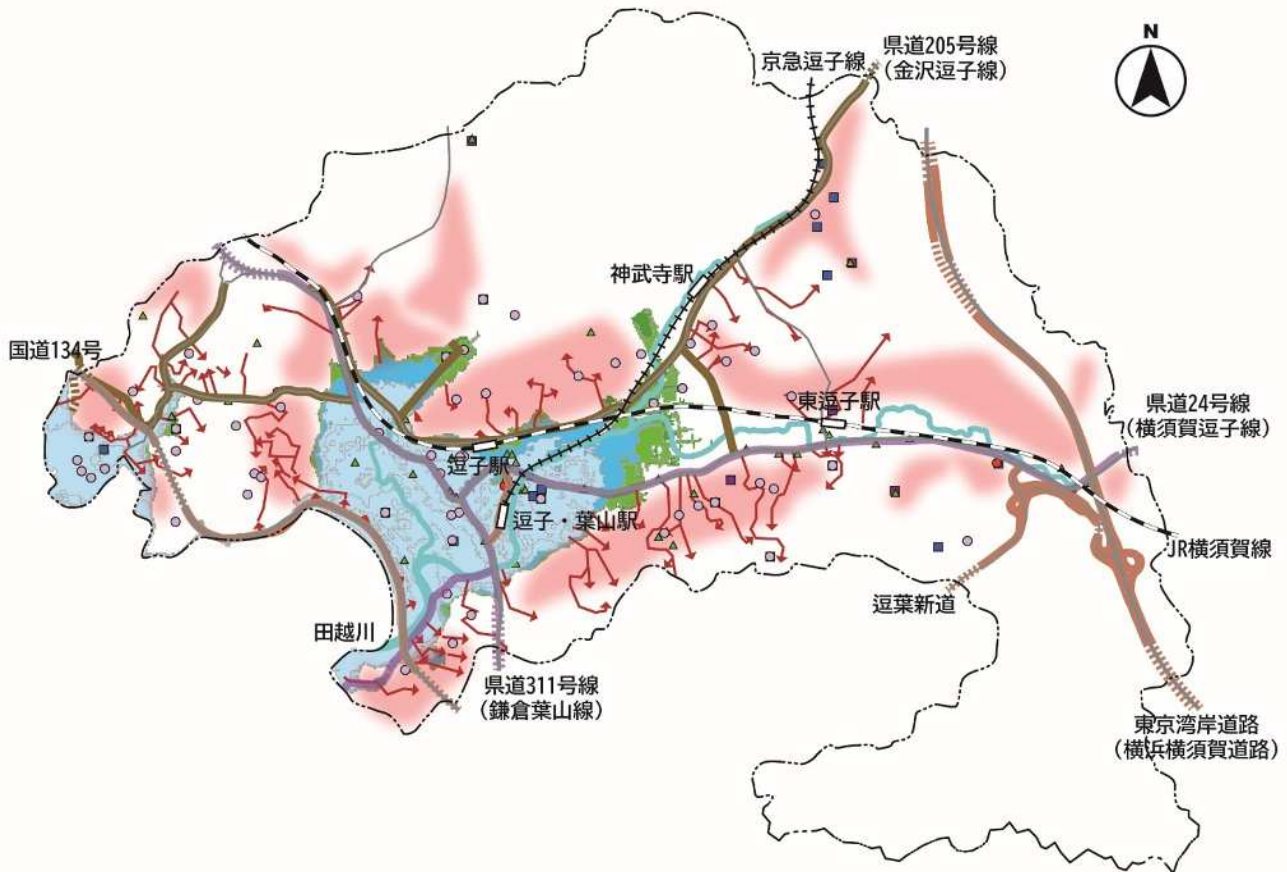 N
京急逗子線
県道205号線
（金沢逗子線）
神武寺駅
国道134号
東逗子駅
県道24号線
（横須賀逗子線）
逗子駅
逗子・葉山駅
JR横須賀線
逗葉新道
田越川
県道311号線
（鎌倉葉山線）
東京湾岸道路
（横浜横須賀道路）